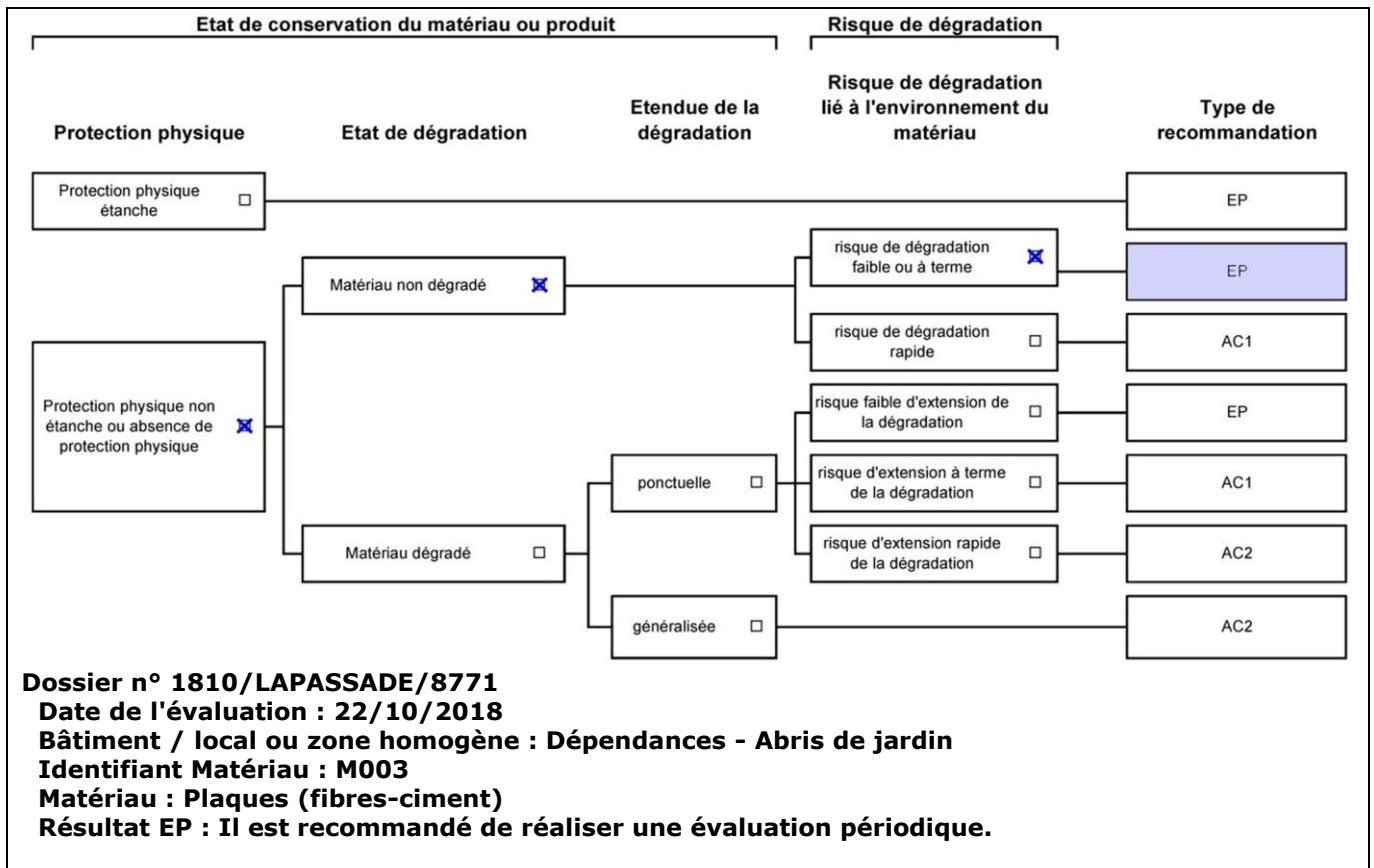 Etat de conservation du matériau ou produit
Risque de dégradation
Protection physique
Etat de dégradation
Etendue de la
dégradation
Risque de dégradation
lié à l'environnement du
matériau
Type de
recommandation
Protection physique
étanche
EP
risque de dégradation
faible ou à terme
EP
Matériau non dégradé
risque de dégradation
rapide
AC1
Protection physique non
étanche ou absence de
protection physique
risque faible d'extension de
la dégradation
EP
ponctuelle
risque d'extension à terme
de la dégradation
AC1
Matériau dégradé
risque d'extension rapide
de la dégradation
AC2
généralisée
AC2
Dossier n° 1810/LAPASSADE/8771
Date de l'évaluation : 22/10/2018
Bâtiment / local ou zone homogène : Dépendances - Abris de jardin
Identifiant Matériau : M003
Matériau : Plaques (fibres-ciment)
Résultat EP : Il est recommandé de réaliser une évaluation périodique.